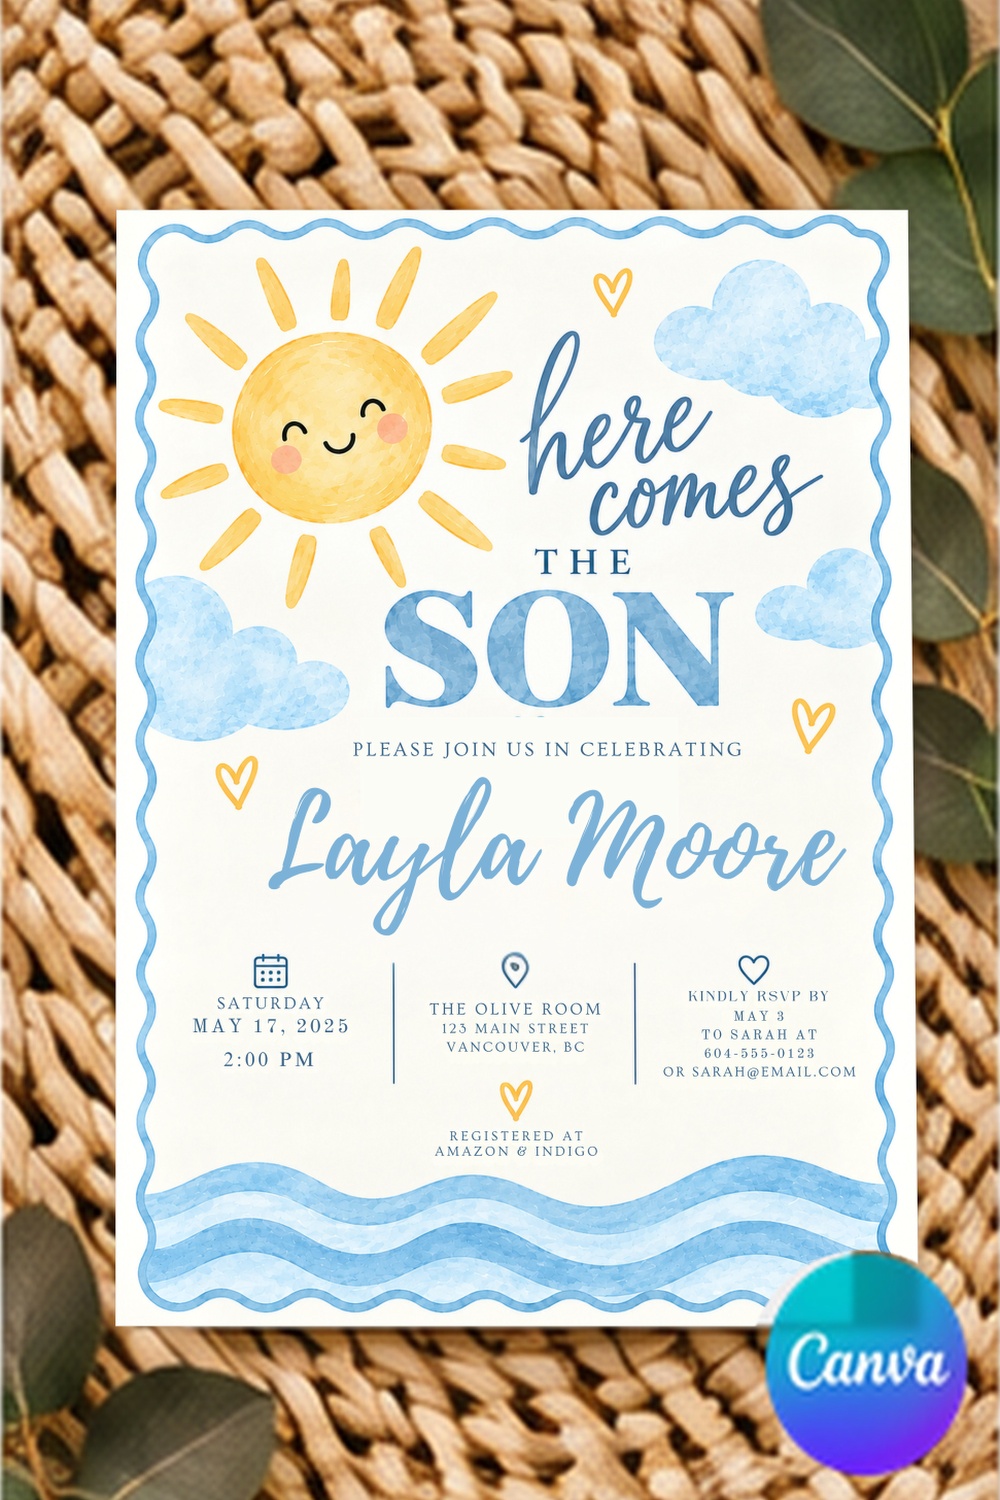 here
comes
THE
SON
PLEASE JOIN US IN CELEBRATING
Layla Moore
SATURDAY
MAY 17, 2025
2:00 PM
THE OLIVE ROOM
123 MAIN STREET
VANCOUVER, BC
KINDLY RSVP BY
MAY 3
TO SARAH AT
604-555-0123
OR SARAH@EMAIL.COM
REGISTERED AT
AMAZON & INDIGO
Canva